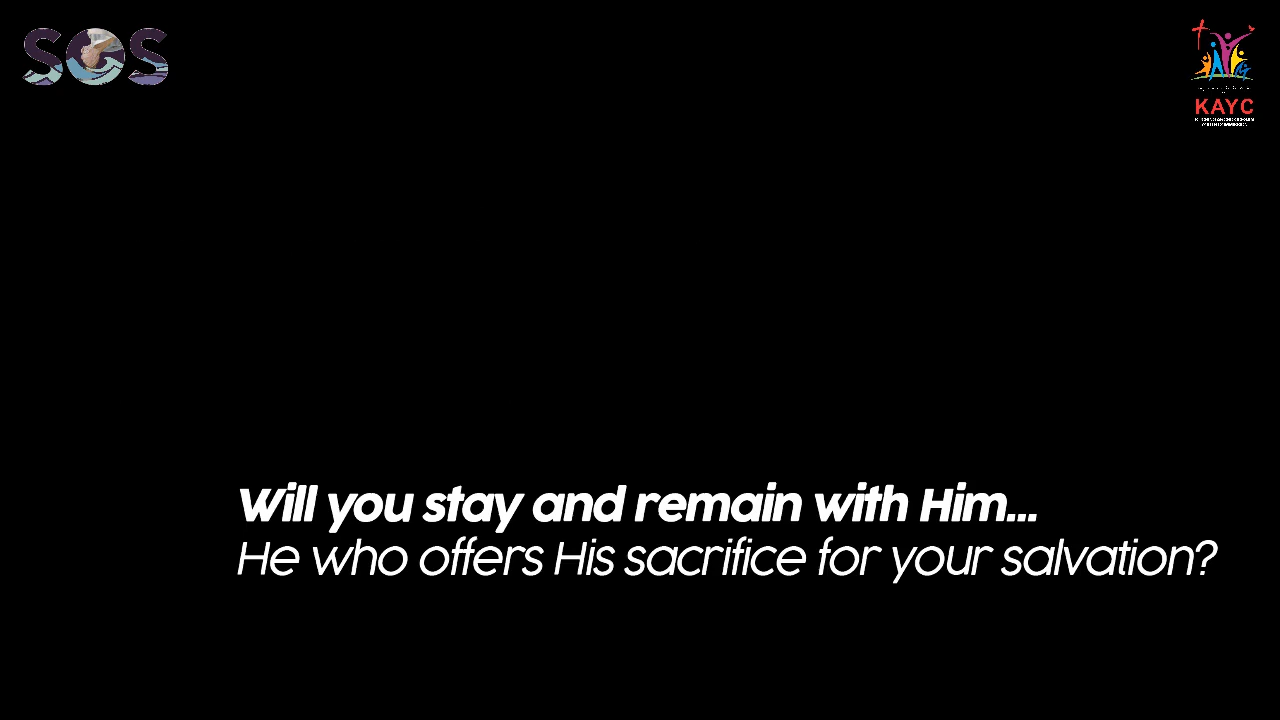 SOS
KAYC
Will you stay and remain with Him...
He who offers His sacrifice for your salvation?